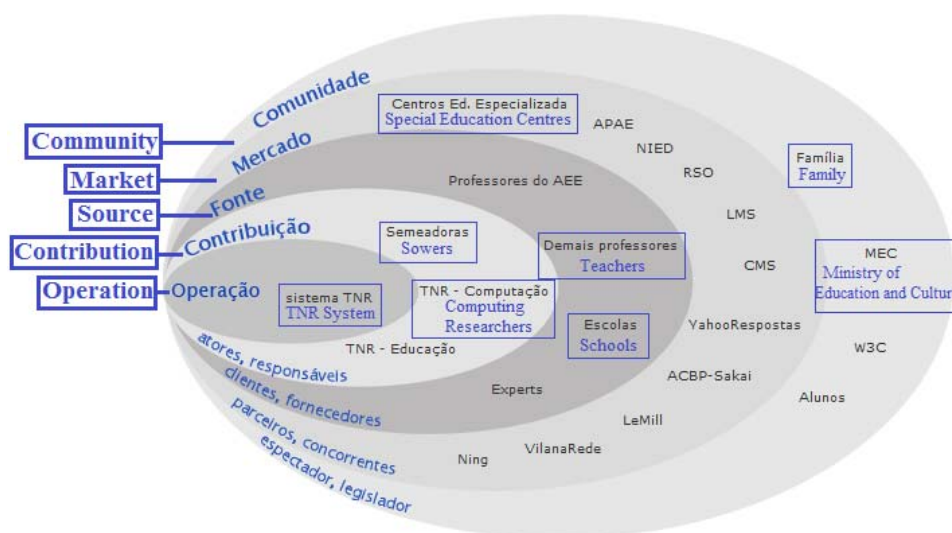 Community
Market
Source
Contribution
Operation
Comunidade
Mercado
Fonte
Contribuição
Operação
atores, responsáveis
clientes, fornecedores
parceiros, concorrentes
espectador, legislador
Centros Ed. Especializada
Special Education Centres
APAE
NIED
RSO
Família
Family
Professores do AEE
LMS
Semeadoras
Sowers
Demais professores
Teachers
CMS
MEC
Ministry of
Education and Cultur
sistema TNR
TNR System
TNR - Computação
Computing
Researchers
TNR - Educação
Escolas
Schools
YahooRespostas
W3C
Experts
ACBP-Sakai
Alunos
LeMill
VilanaRede
Ning